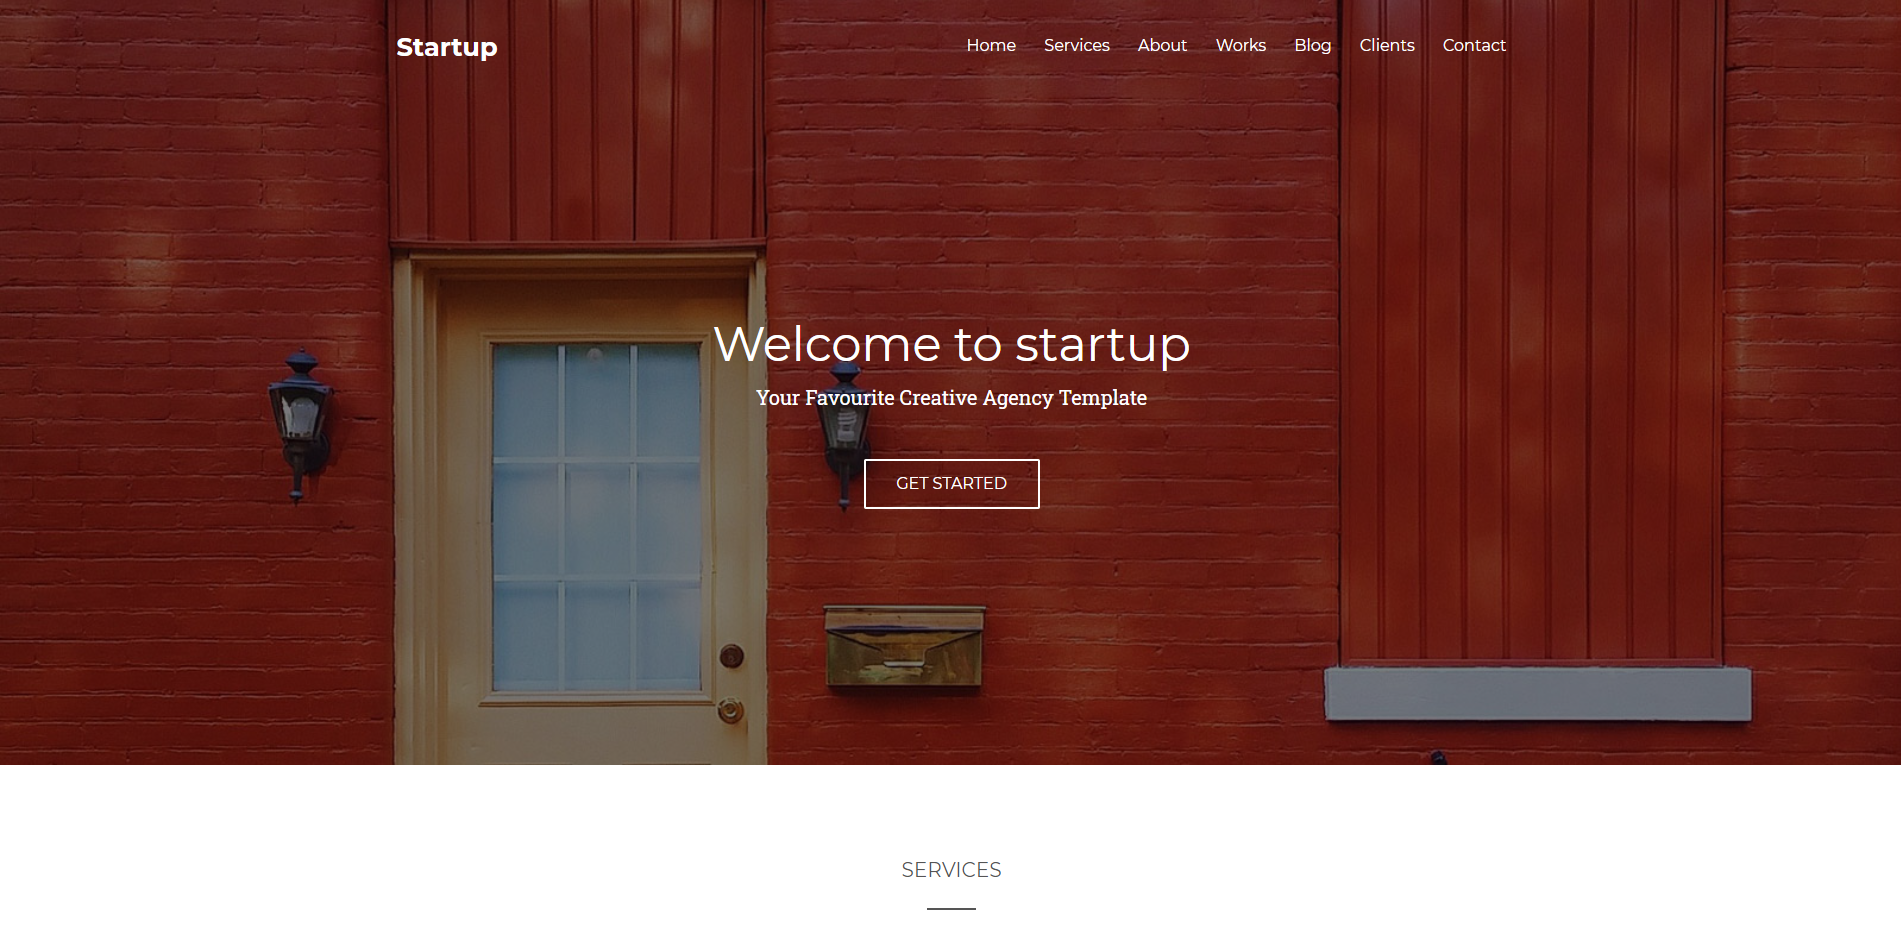 Startup
Home Services About Works Blog Clients Contact
Welcome to startup
Your Favourite Creative Agency Template
GET STARTED
SERVICES